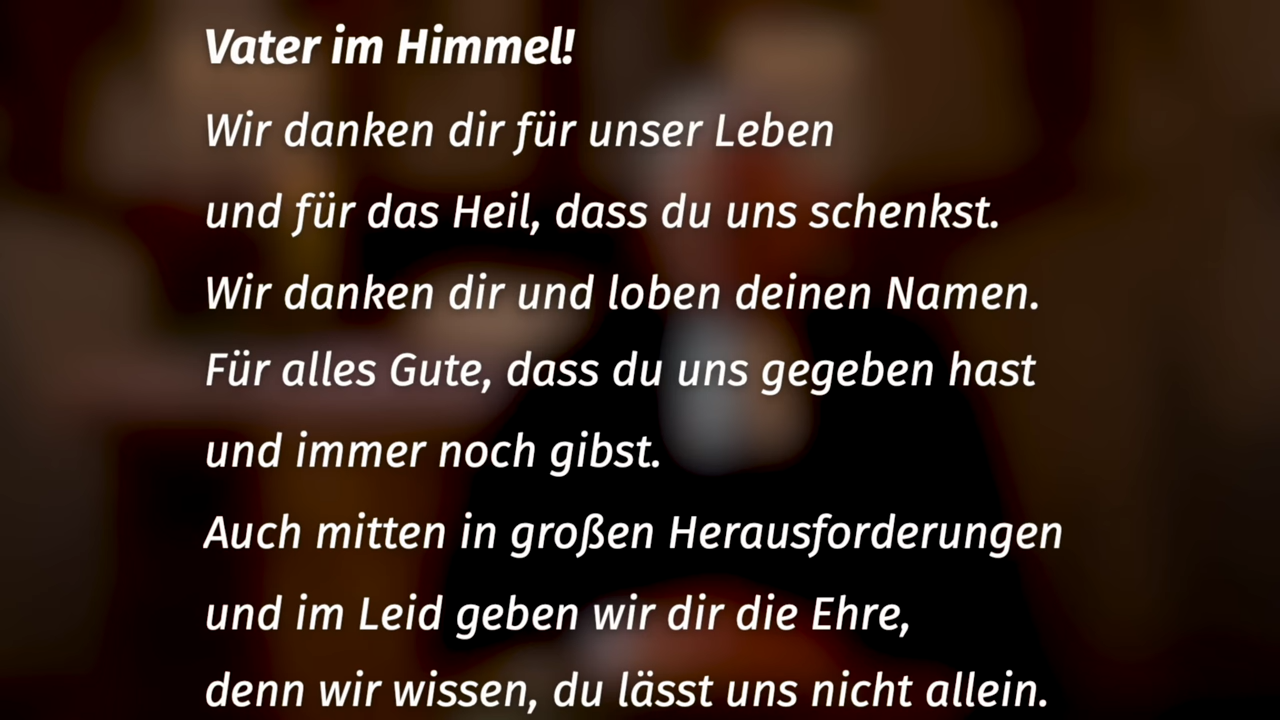 Vater im Himmel!
Wir danken dir für unser Leben
und für das Heil, dass du uns schenkst.
Wir danken dir und loben deinen Namen.
Für alles Gute, dass du uns gegeben hast
und immer noch gibst.
Auch mitten in großen Herausforderungen
und im Leid geben wir dir die Ehre,
denn wir wissen, du lässt uns nicht allein.